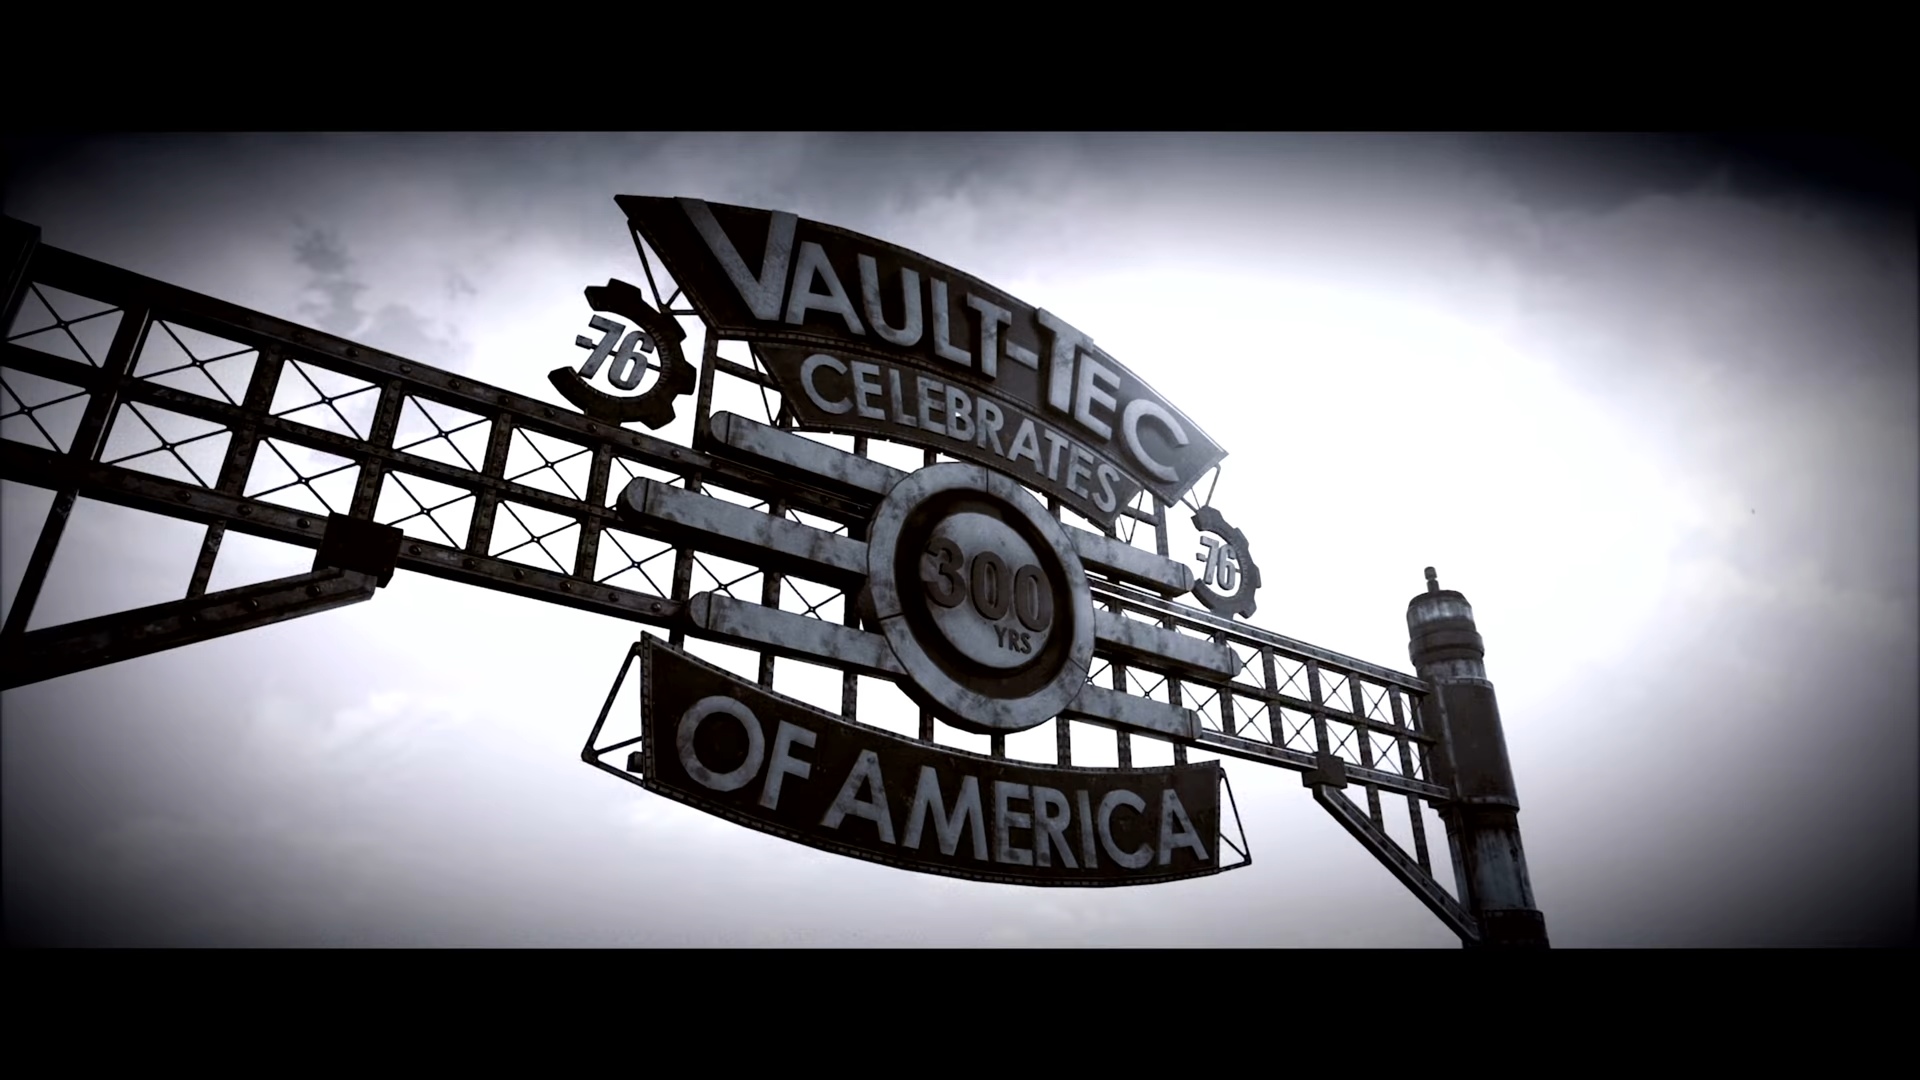 VAULT-TEC
CELEBRATES
76
76
300
YRS
OF AMERICA